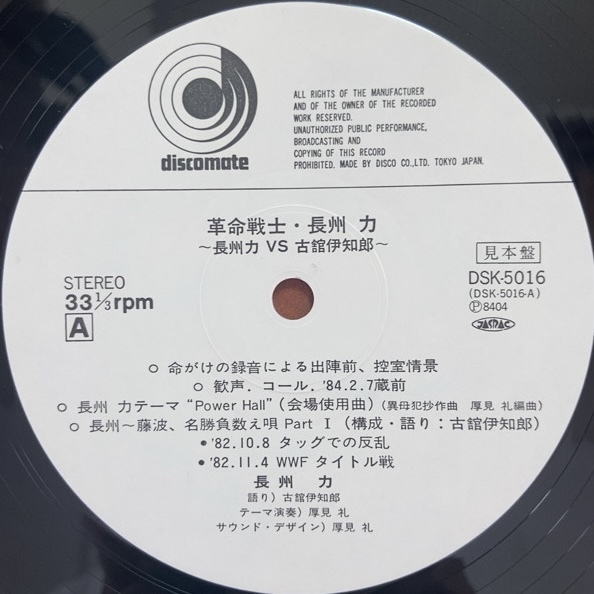 discomate
ALL RIGHTS OF THE MANUFACTURER
AND OF THE OWNER OF THE RECORDED
WORK RESERVED.
UNAUTHORIZED PUBLIC PERFORMANCE,
BROADCASTING AND
COPYING OF THIS RECORD
PROHIBITED. MADE BY DISCO CO.,LTD. TOKYO JAPAN.
革命戦士・長州 力
〜長州力 VS 古舘伊知郎〜
見本盤
STEREO
33⅓rpm
A
DSK-5016
(DSK-5016-A)
Ⓟ8404
JASRAC
○ 命がけの録音による出陣前、控室情景
○ 歓声．コール．'84.2.7蔵前
○ 長州 力テーマ “Power Hall”（会場使用曲）（異母犯抄作曲 厚見 礼編曲）
○ 長州〜藤波、名勝負数え唄 Part Ⅰ（構成・語り：古舘伊知郎）
●'82.10.8 タッグでの反乱
●'82.11.4 WWF タイトル戦
長 州 力
語り）古舘伊知郎
テーマ演奏）厚見 礼
サウンド・デザイン）厚見 礼